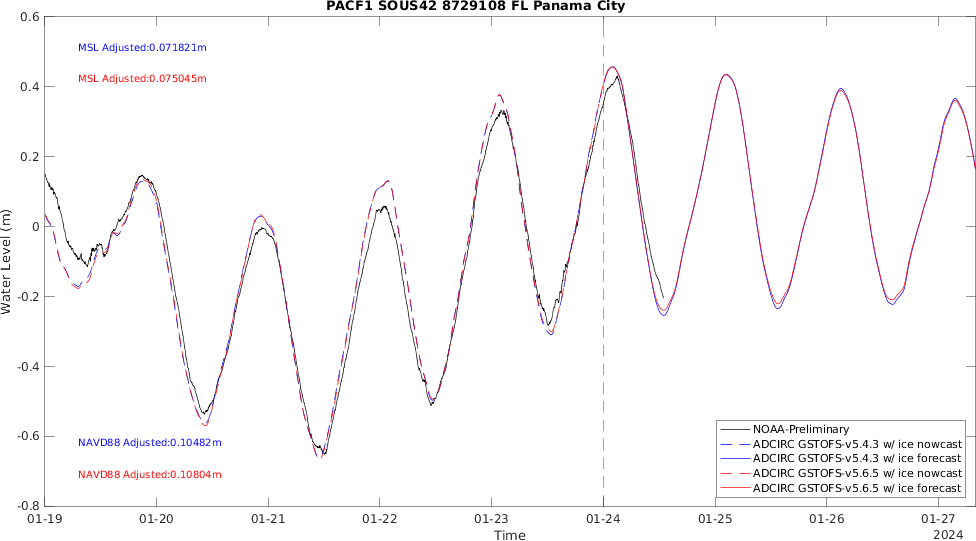 PACF1 SOUS42 8729108 FL Panama City
0.6
0.4
0.2
0
-0.2
-0.4
-0.6
-0.8
Water Level (m)
MSL Adjusted:0.071821m
MSL Adjusted:0.075045m
NAVD88 Adjusted:0.10482m
NAVD88 Adjusted:0.10804m
NOAA-Preliminary
ADCIRC GSTOFS-v5.4.3 w/ ice nowcast
ADCIRC GSTOFS-v5.4.3 w/ ice forecast
ADCIRC GSTOFS-v5.6.5 w/ ice nowcast
ADCIRC GSTOFS-v5.6.5 w/ ice forecast
01-19 01-20 01-21 01-22 01-23 01-24 01-25 01-26 01-27
Time
2024